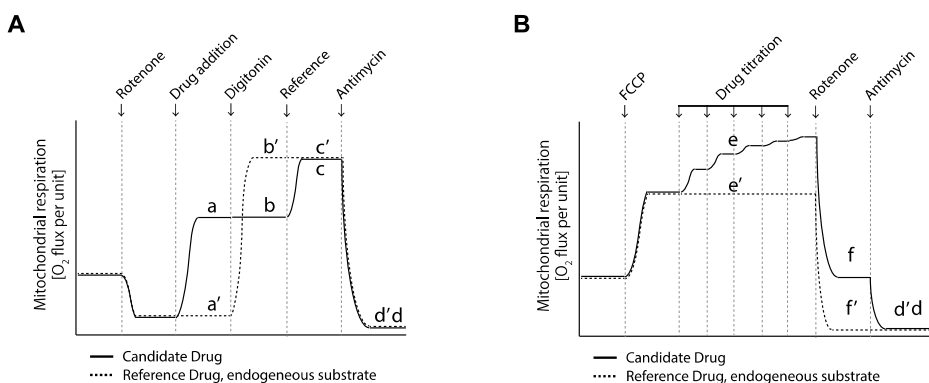 A
Rotenone
Drug addition
Digitonin
Reference
Antimycin
Mitochondrial respiration
[O₂ flux per unit]
a
a′
b′
b
c′
c
d′d
Candidate Drug
Reference Drug, endogeneous substrate
B
FCCP
Drug titration
Rotenone
Antimycin
Mitochondrial respiration
[O₂ flux per unit]
e
e′
f
f′
d′d
Candidate Drug
Reference Drug, endogeneous substrate